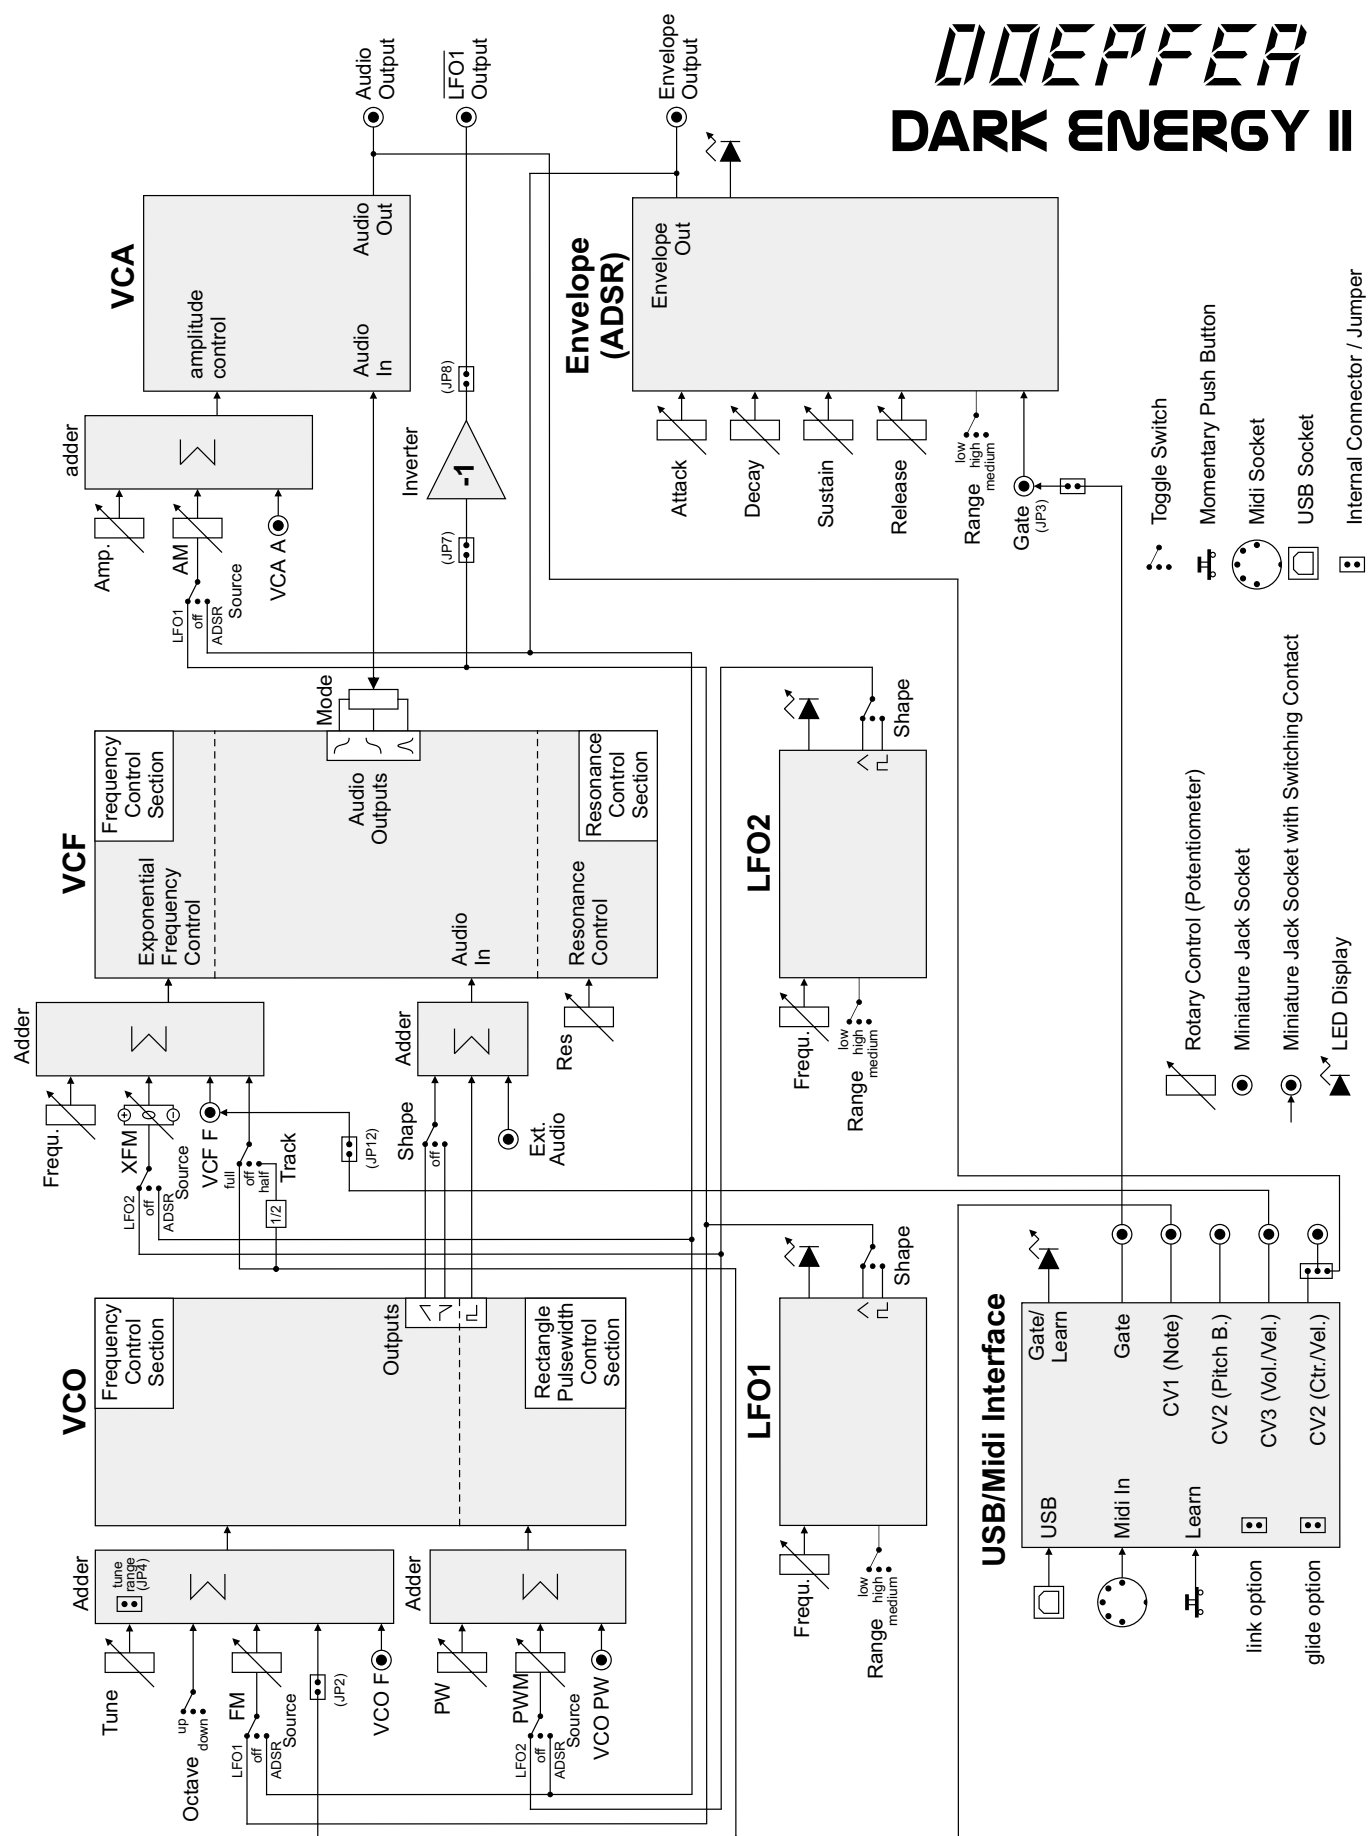 DOEPFER
DARK ENERGY II
VCO
Frequency
Control
Section
Outputs
Rectangle
Pulsewidth
Control
Section
Adder
tune
range
(JP4)
Tune
Octave
up
down
FM
LFO1
off
ADSR
Source
(JP2)
VCO F
Adder
PW
PWM
LFO2
off
ADSR
Source
VCO PW
VCF
Exponential
Frequency
Control
Frequency
Control
Section
Audio
Outputs
Audio
In
Resonance
Control
Resonance
Control
Section
Mode
Adder
Frequ.
XFM
LFO2
off
ADSR
Source
VCF F
full
off
half
Track
1/2
(JP12)
Adder
Shape
off
Ext.
Audio
Res
VCA
amplitude
control
Audio
In
Audio
Out
adder
Amp.
AM
LFO1
off
ADSR
Source
VCA A
Inverter
-1
(JP7)
(JP8)
Audio
Output
LFO1
Output
Envelope
Output
Envelope
(ADSR)
Envelope
Out
Attack
Decay
Sustain
Release
Range
low
high
medium
Gate
(JP3)
LFO1
Frequ.
Range
low
high
medium
Shape
LFO2
Frequ.
Range
low
high
medium
Shape
USB/Midi Interface
USB
Midi In
Learn
link option
glide option
Gate/
Learn
Gate
CV1 (Note)
CV2 (Pitch B.)
CV3 (Vol./Vel.)
CV2 (Ctr./Vel.)
Rotary Control (Potentiometer)
Miniature Jack Socket
Miniature Jack Socket with Switching Contact
LED Display
Toggle Switch
Momentary Push Button
Midi Socket
USB Socket
Internal Connector / Jumper